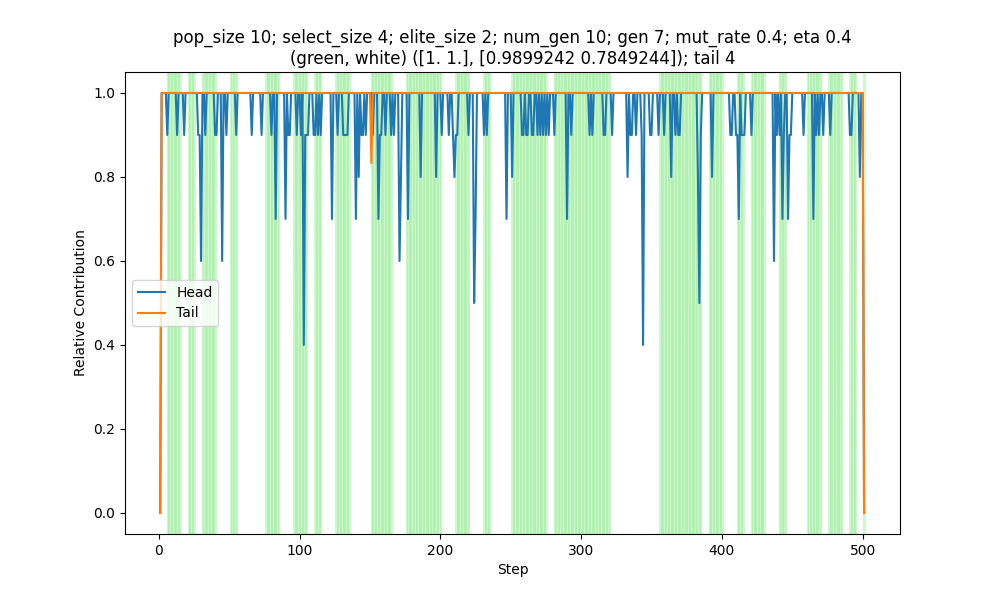 pop_size 10; select_size 4; elite_size 2; num_gen 10; gen 7; mut_rate 0.4; eta 0.4
(green, white) ([1. 1.], [0.9899242 0.7849244]); tail 4
1.0
0.8
0.6
0.4
0.2
0.0
Relative Contribution
Head
Tail
0
100
200
300
400
500
Step